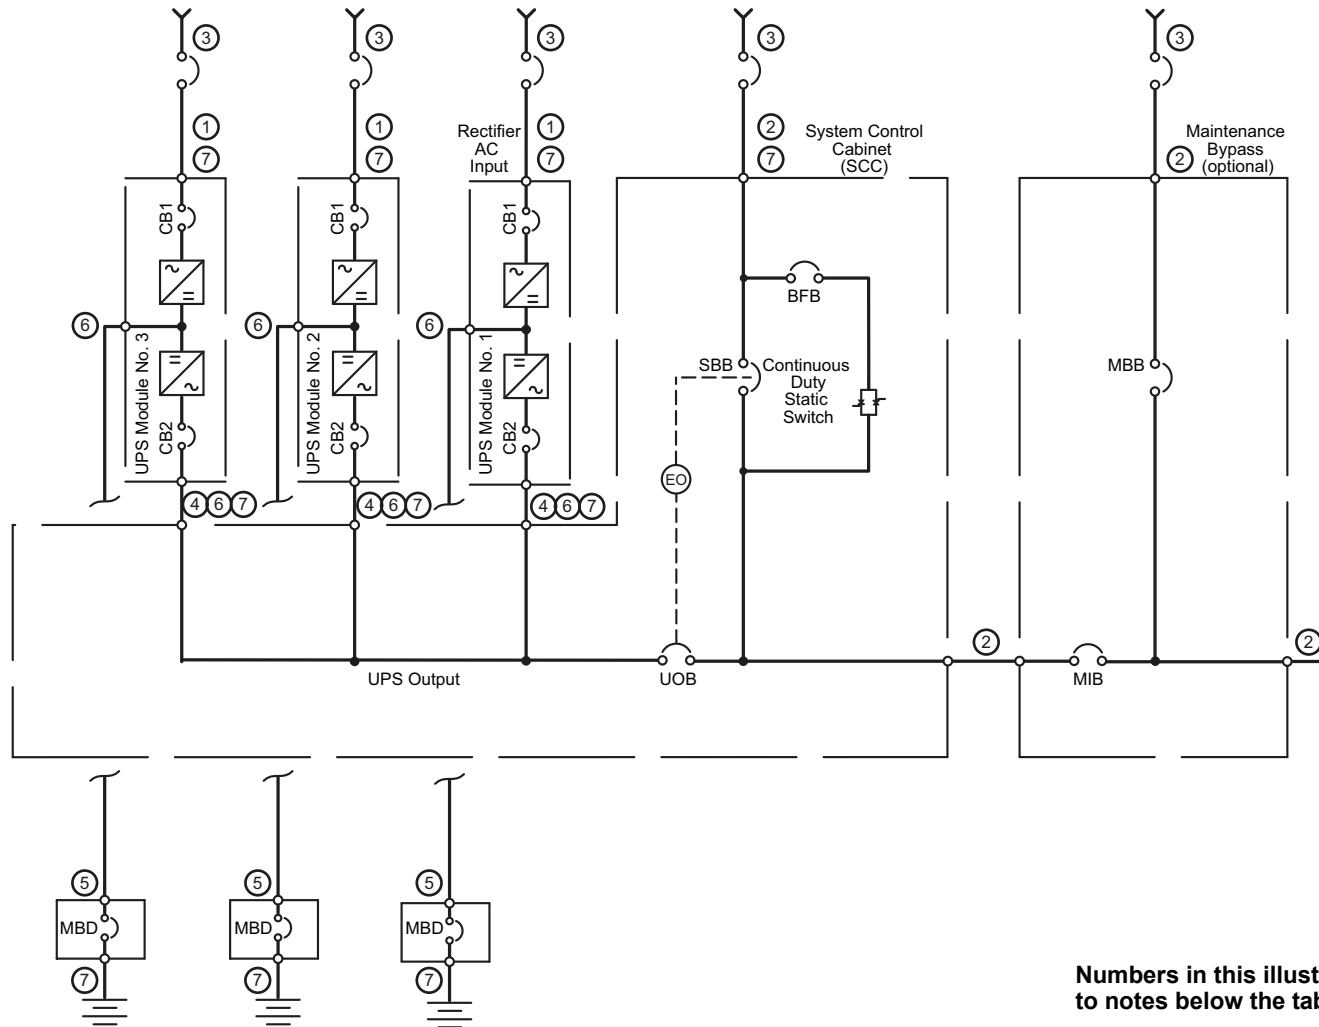 3
3
3
3
3
1
1
Rectifier
AC
Input
1
2
System Control
Cabinet
(SCC)
Maintenance
Bypass
(optional)
7
7
7
7
2
CB1
CB1
CB1
BFB
6
6
6
UPS Module No. 3
UPS Module No. 2
UPS Module No. 1
SBB
Continuous
Duty
Static
Switch
MBB
CB2
CB2
CB2
EO
4 6 7
4 6 7
4 6 7
2
2
UPS Output
UOB
MIB
5
5
5
MBD
MBD
MBD
7
7
7
Numbers in this
to notes below the